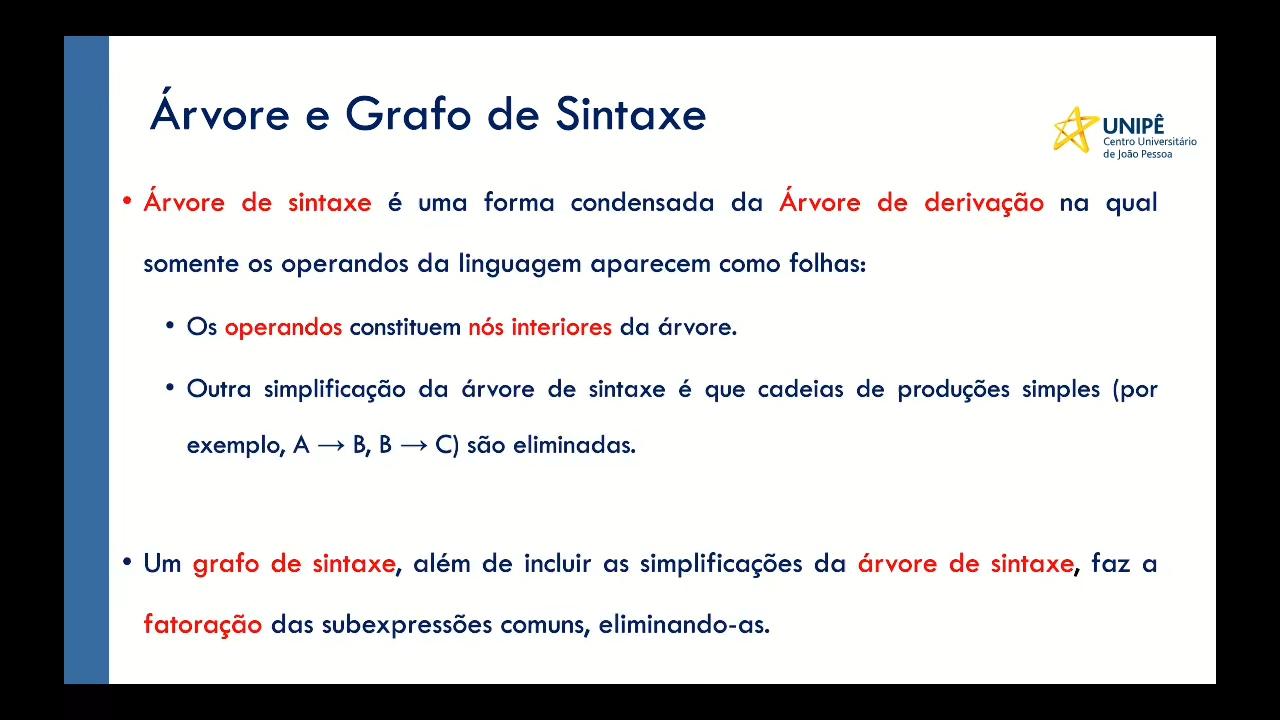 Árvore e Grafo de Sintaxe
UNIPÊ
Centro Universitário
de João Pessoa
• Árvore de sintaxe é uma forma condensada da Árvore de derivação na qual
somente os operandos da linguagem aparecem como folhas:
• Os operandos constituem nós interiores da árvore.
• Outra simplificação da árvore de sintaxe é que cadeias de produções simples (por
exemplo, A → B, B → C) são eliminadas.
• Um grafo de sintaxe, além de incluir as simplificações da árvore de sintaxe, faz a
fatoração das subexpressões comuns, eliminando-as.